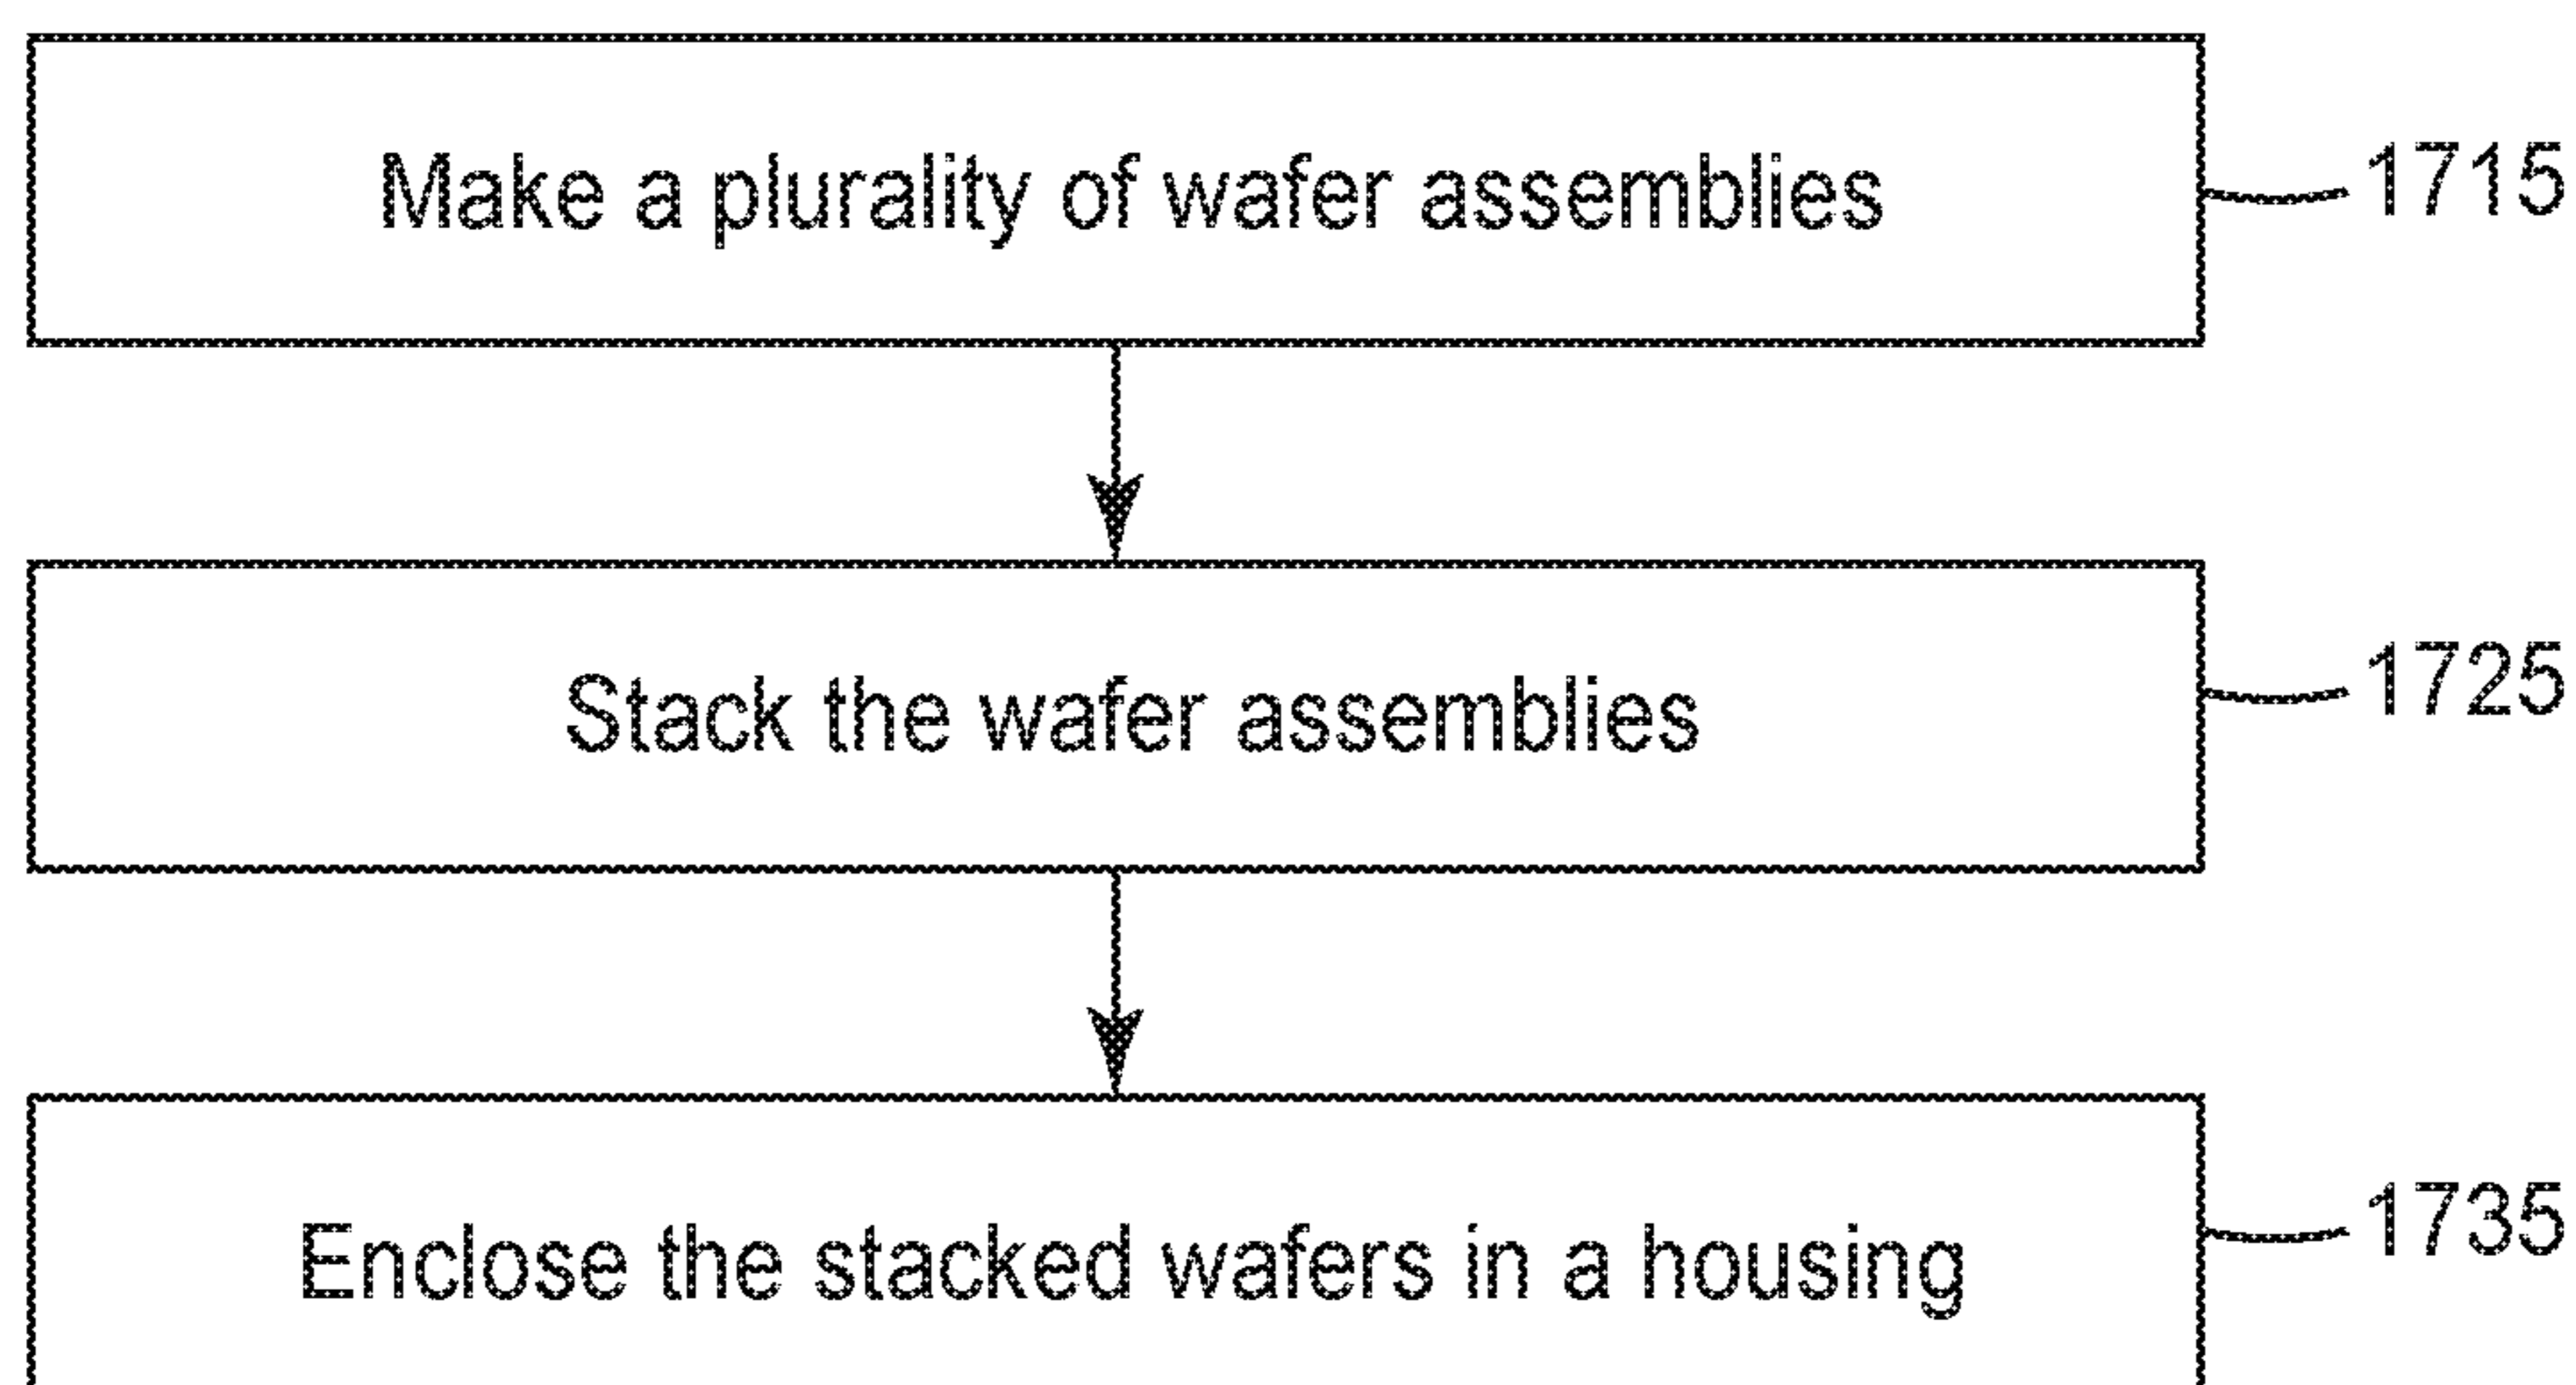 Make a plurality of wafer assemblies
1715
Stack the wafer assemblies
1725
Enclose the stacked wafers in a housing
1735